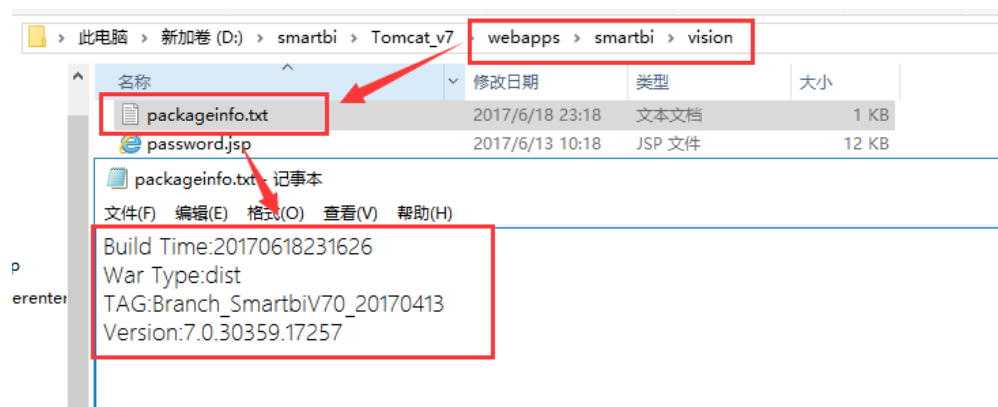 此电脑 > 新加卷 (D:) > smartbi > Tomcat_v7 > webapps > smartbi > vision
名称 修改日期 类型 大小
packageinfo.txt 2017/6/18 23:18 文本文档 1 KB
password.jsp 2017/6/13 10:18 JSP 文件 12 KB
packageinfo.txt - 记事本
文件(F) 编辑(E) 格式(O) 查看(V) 帮助(H)
Build Time:20170618231626
War Type:dist
TAG:Branch_SmartbiV70_20170413
Version:7.0.30359.17257